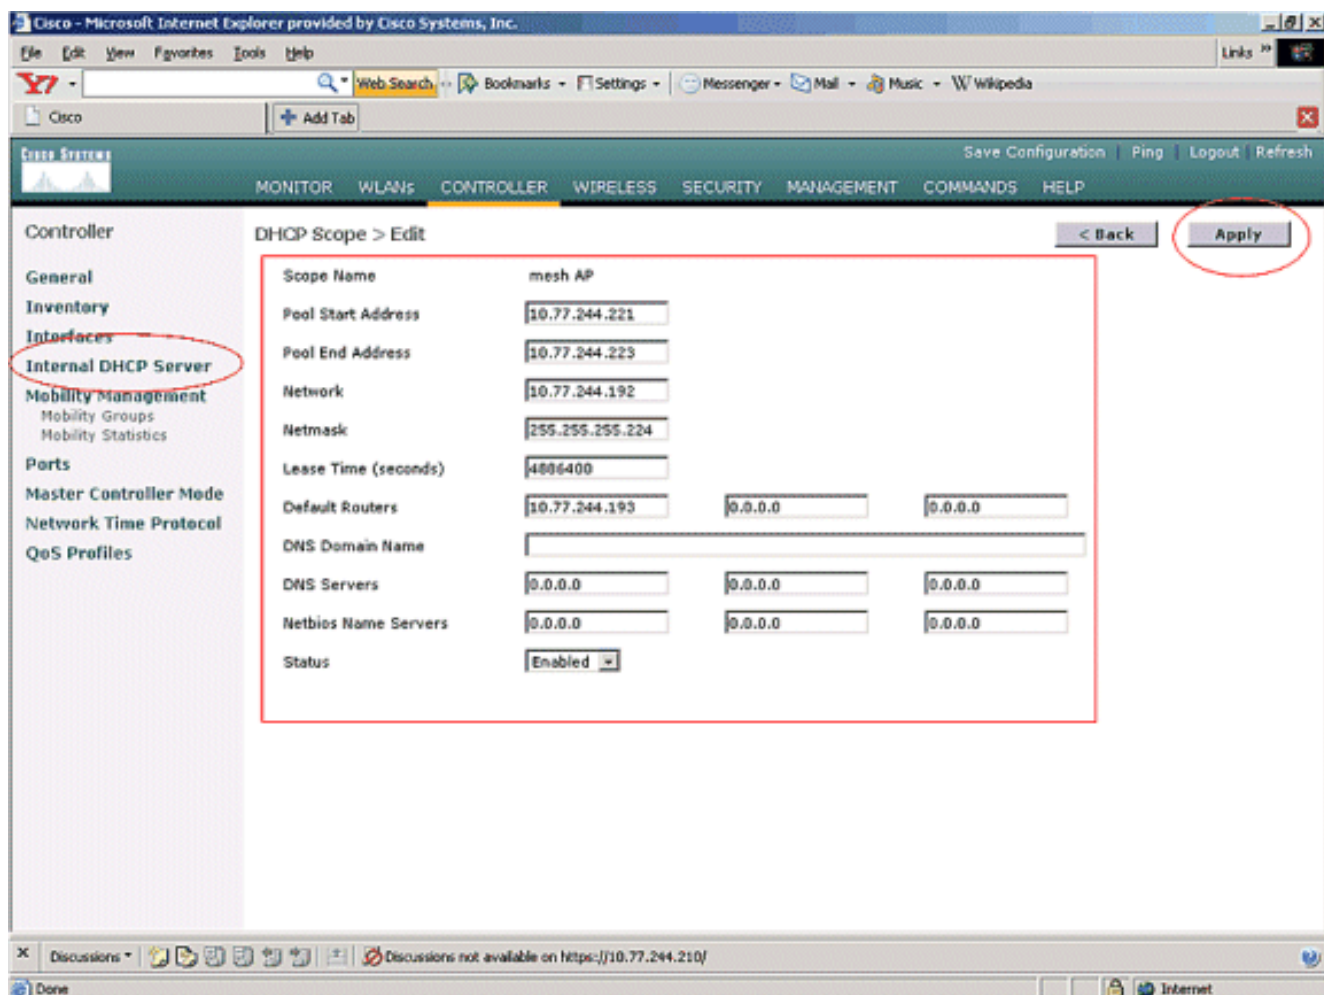 Cisco - Microsoft Internet Explorer provided by Cisco Systems, Inc.
File Edit View Favorites Tools Help Links »
Y7 - Web Search Bookmarks Settings Messenger Mail Music W Wikipedia
Cisco Add Tab
CISCO SYSTEMS
Save Configuration | Ping | Logout | Refresh
MONITOR WLANs CONTROLLER WIRELESS SECURITY MANAGEMENT COMMANDS HELP
Controller
General
Inventory
Interfaces
Internal DHCP Server
Mobility Management
Mobility Groups
Mobility Statistics
Ports
Master Controller Mode
Network Time Protocol
QoS Profiles
DHCP Scope > Edit < Back Apply
Scope Name mesh AP
Pool Start Address 10.77.244.221
Pool End Address 10.77.244.223
Network 10.77.244.192
Netmask 255.255.255.224
Lease Time (seconds) 4886400
Default Routers 10.77.244.193 0.0.0.0 0.0.0.0
DNS Domain Name
DNS Servers 0.0.0.0 0.0.0.0 0.0.0.0
Netbios Name Servers 0.0.0.0 0.0.0.0 0.0.0.0
Status Enabled
× Discussions Discussions not available on https://10.77.244.210/
Done Internet